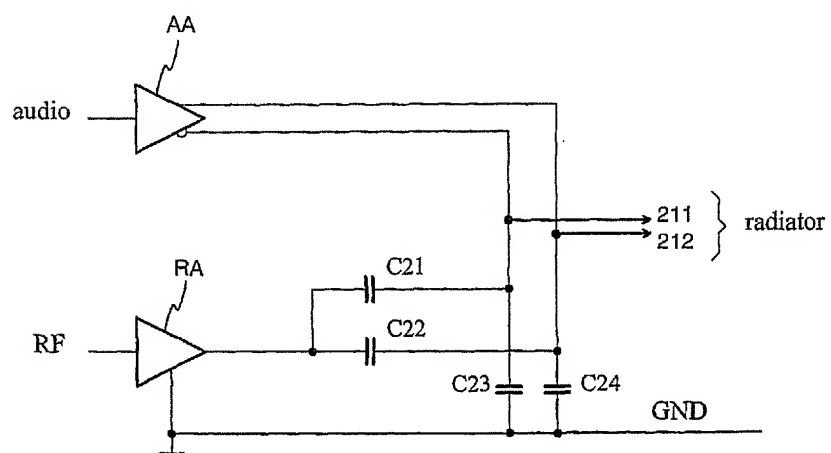 AA
audio
211
212
radiator
C21
RA
C22
RF
C23
C24
GND